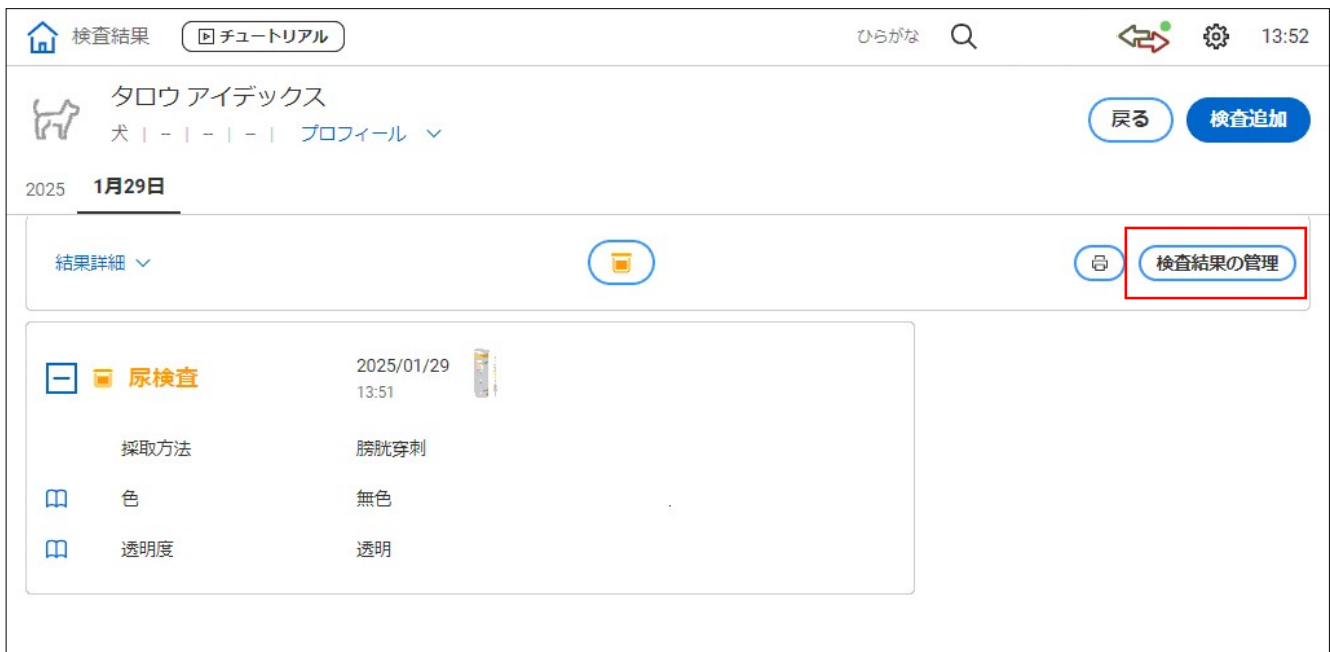 検査結果 チュートリアル ひらがな 13:52
タロウ アイデックス
犬 | - | - | - | プロフィール
戻る 検査追加
2025 1月29日
結果詳細 検査結果の管理
尿検査 2025/01/29
13:51
採取方法 膀胱穿刺
色 無色
透明度 透明